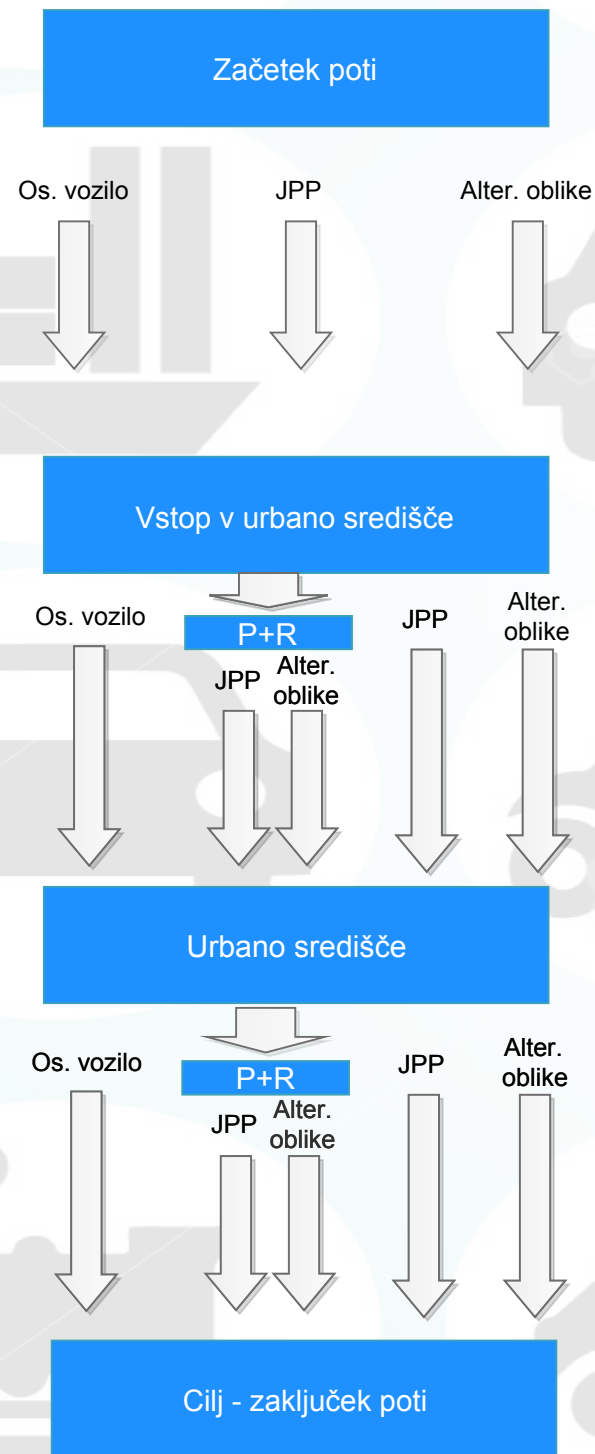 Začetek poti
Os. vozilo
JPP
Alter. oblike
Vstop v urbano središče
Os. vozilo
P+R
JPP
Alter.
oblike
JPP
Alter.
oblike
Urbano središče
Os. vozilo
P+R
JPP
Alter.
oblike
JPP
Alter.
oblike
Cilj - zaključek poti